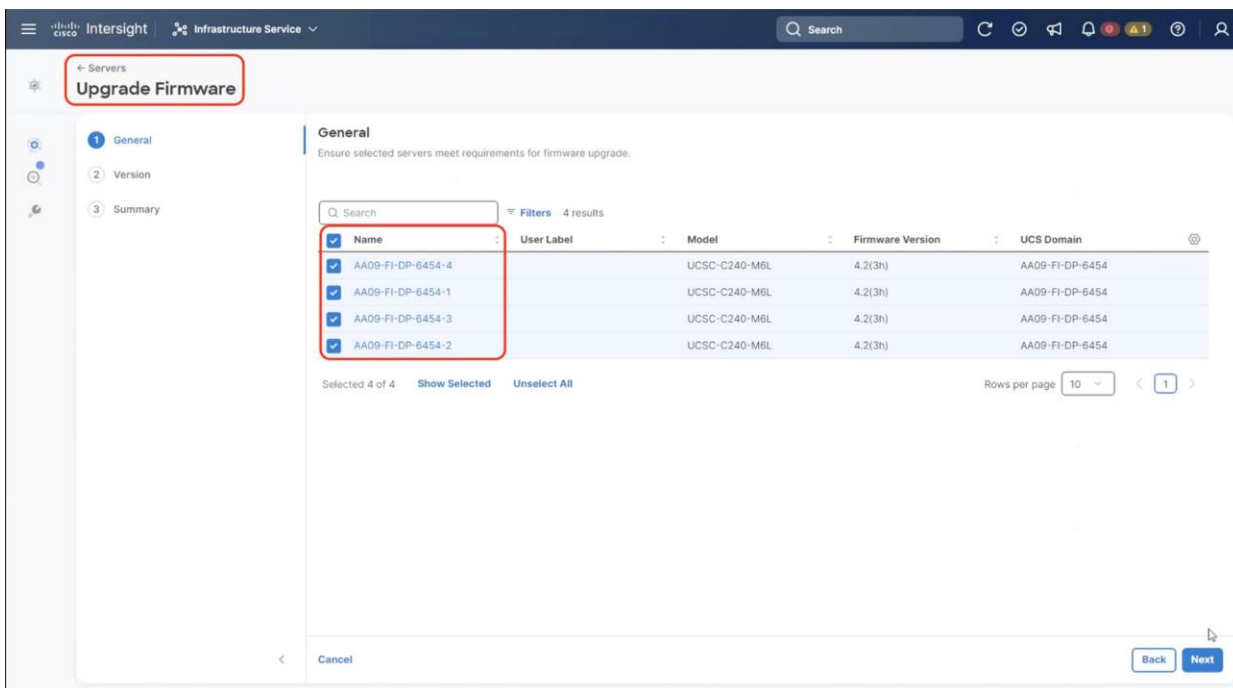 cisco Intersight Infrastructure Service Search 0 1
← Servers
Upgrade Firmware
1 General
2 Version
3 Summary
General
Ensure selected servers meet requirements for firmware upgrade.
Search Filters 4 results
Name User Label Model Firmware Version UCS Domain
AA09-FI-DP-6454-4 UCSC-C240-M6L 4.2(3h) AA09-FI-DP-6454
AA09-FI-DP-6454-1 UCSC-C240-M6L 4.2(3h) AA09-FI-DP-6454
AA09-FI-DP-6454-3 UCSC-C240-M6L 4.2(3h) AA09-FI-DP-6454
AA09-FI-DP-6454-2 UCSC-C240-M6L 4.2(3h) AA09-FI-DP-6454
Selected 4 of 4 Show Selected Unselect All Rows per page 10 < 1 >
< Cancel Back Next